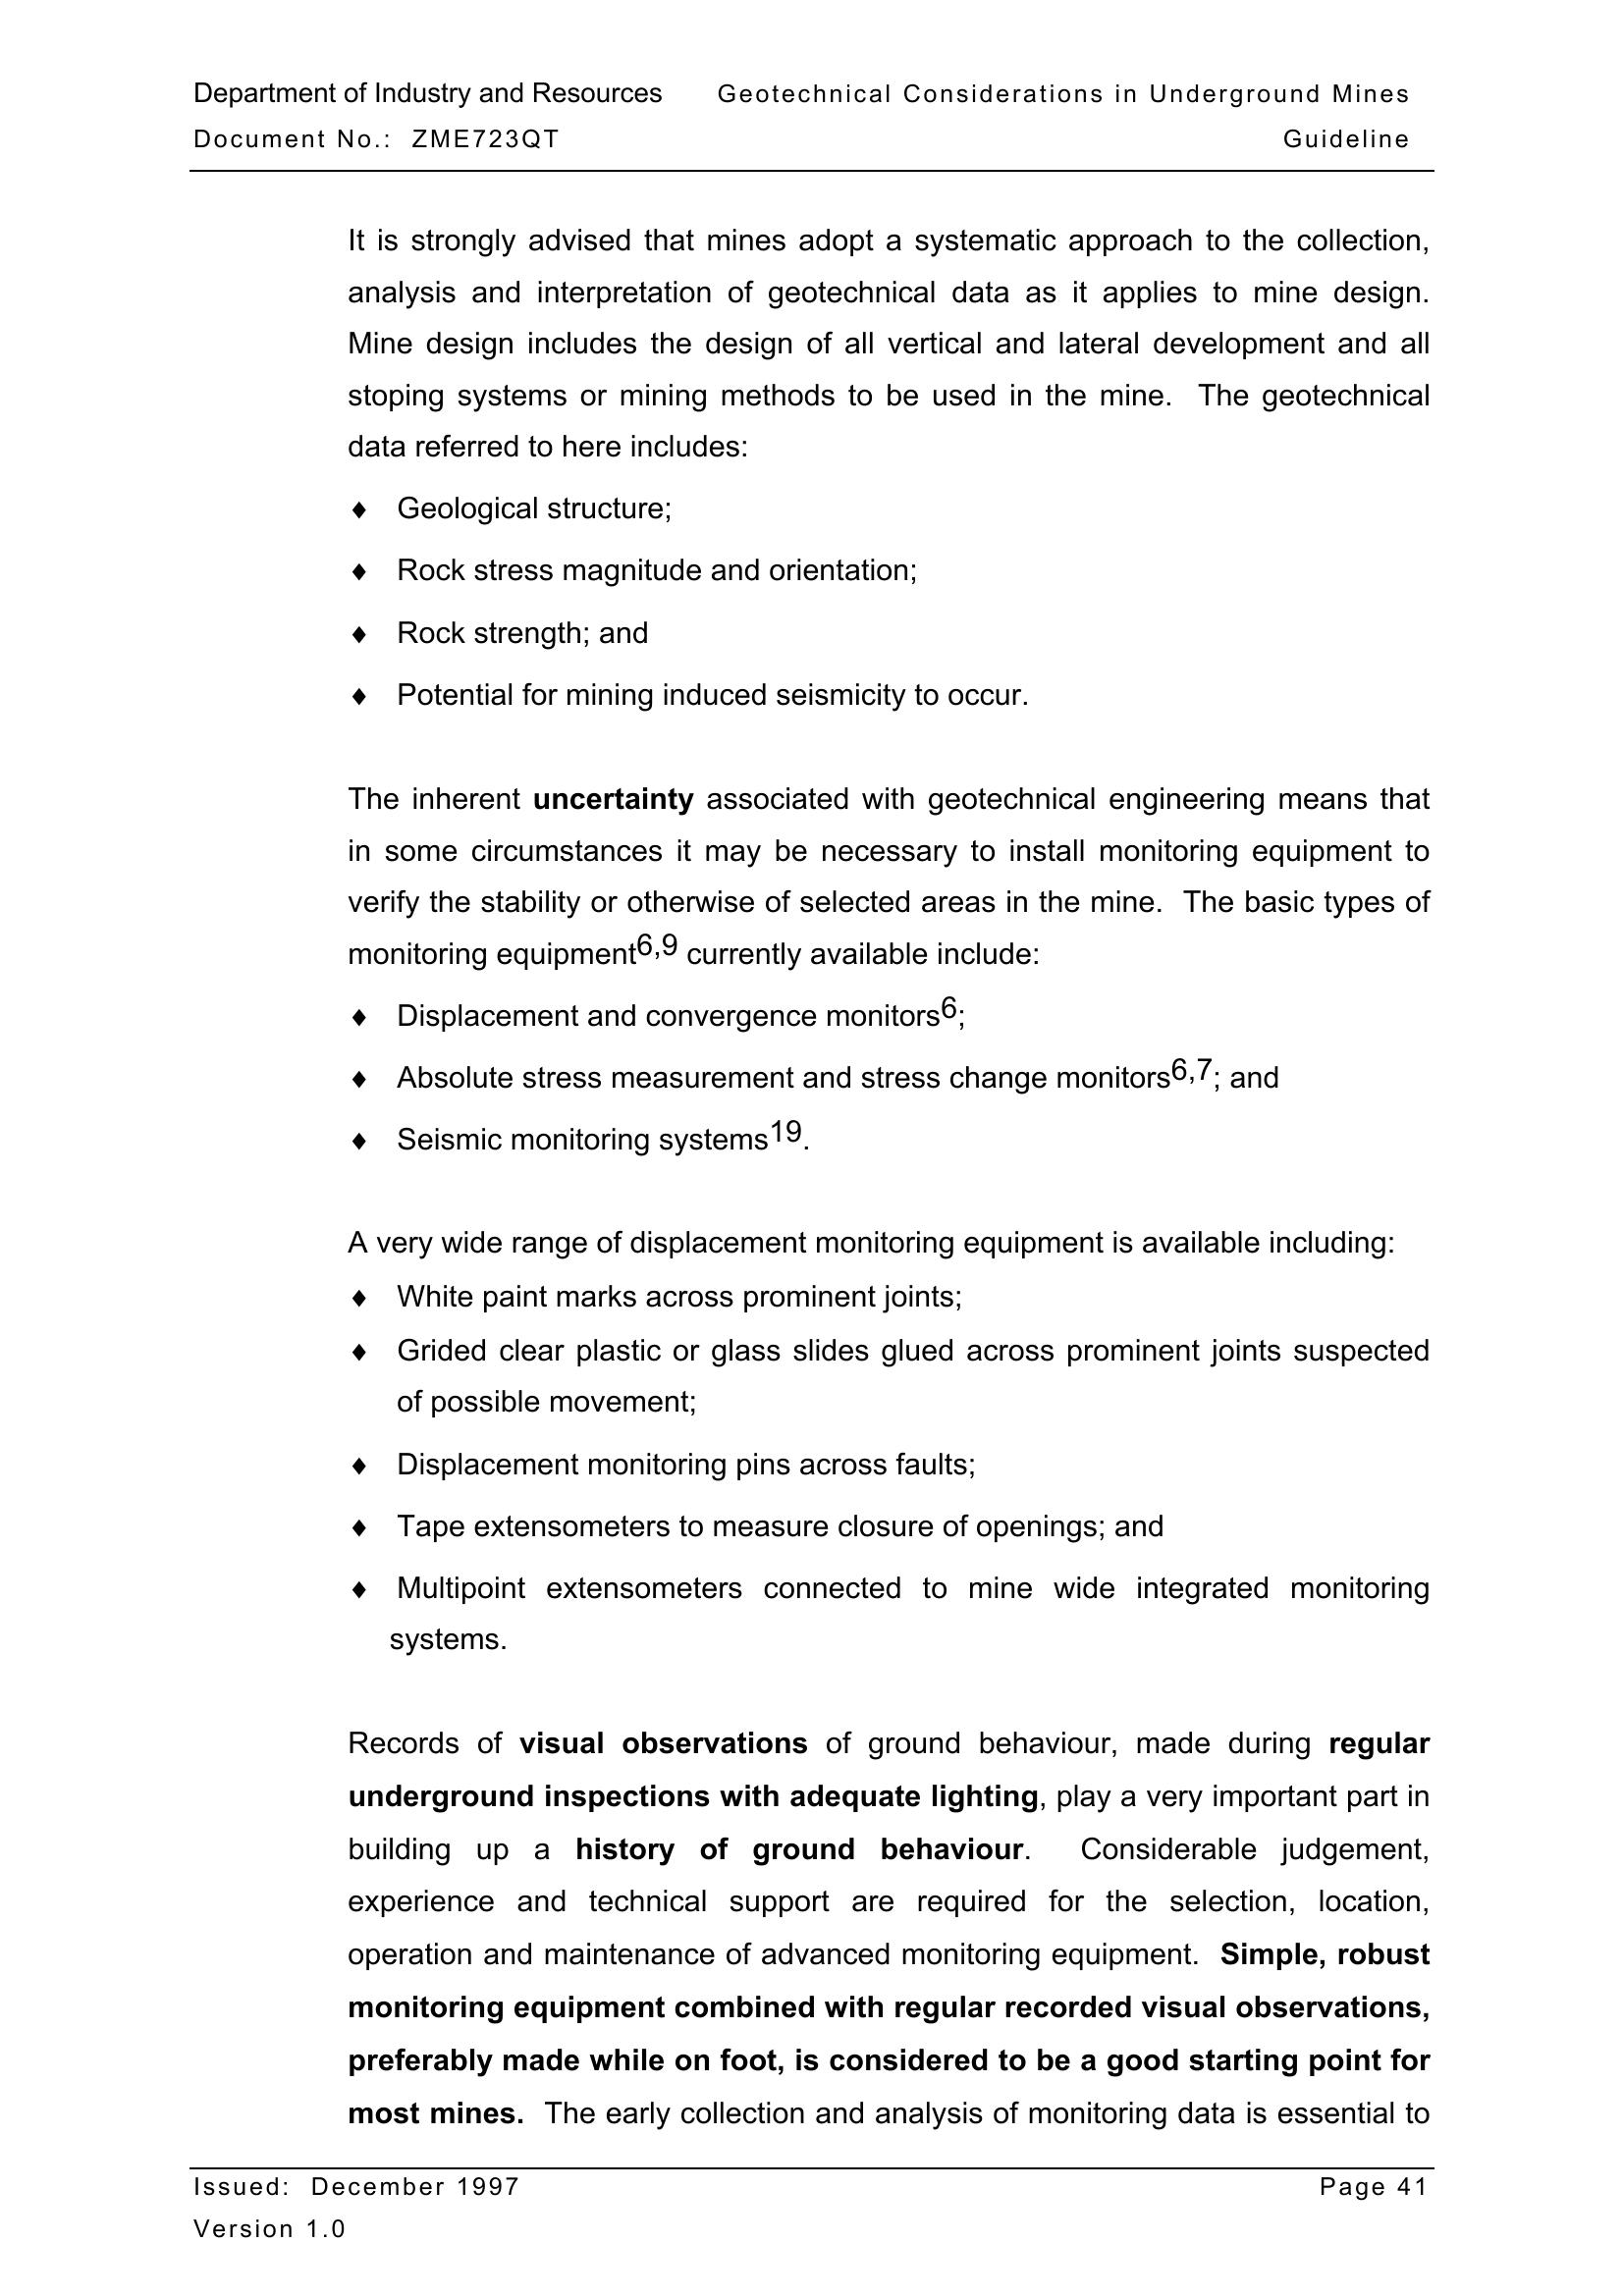 Department of Industry and Resources Geotechnical Considerations in Underground Mines
Document No.: ZME723QT Guideline
It is strongly advised that mines adopt a systematic approach to the collection,
analysis and interpretation of geotechnical data as it applies to mine design.
Mine design includes the design of all vertical and lateral development and all
stoping systems or mining methods to be used in the mine. The geotechnical
data referred to here includes:
♦ Geological structure;
♦ Rock stress magnitude and orientation;
♦ Rock strength; and
♦ Potential for mining induced seismicity to occur.
The inherent uncertainty associated with geotechnical engineering means that
in some circumstances it may be necessary to install monitoring equipment to
verify the stability or otherwise of selected areas in the mine. The basic types of
monitoring equipment6,9 currently available include:
♦ Displacement and convergence monitors6;
♦ Absolute stress measurement and stress change monitors6,7; and
♦ Seismic monitoring systems19.
A very wide range of displacement monitoring equipment is available including:
♦ White paint marks across prominent joints;
♦ Grided clear plastic or glass slides glued across prominent joints suspected
of possible movement;
♦ Displacement monitoring pins across faults;
♦ Tape extensometers to measure closure of openings; and
♦ Multipoint extensometers connected to mine wide integrated monitoring
systems.
Records of visual observations of ground behaviour, made during regular
underground inspections with adequate lighting, play a very important part in
building up a history of ground behaviour. Considerable judgement,
experience and technical support are required for the selection, location,
operation and maintenance of advanced monitoring equipment. Simple, robust
monitoring equipment combined with regular recorded visual observations,
preferably made while on foot, is considered to be a good starting point for
most mines. The early collection and analysis of monitoring data is essential to
Issued: December 1997 Page 41
Version 1.0